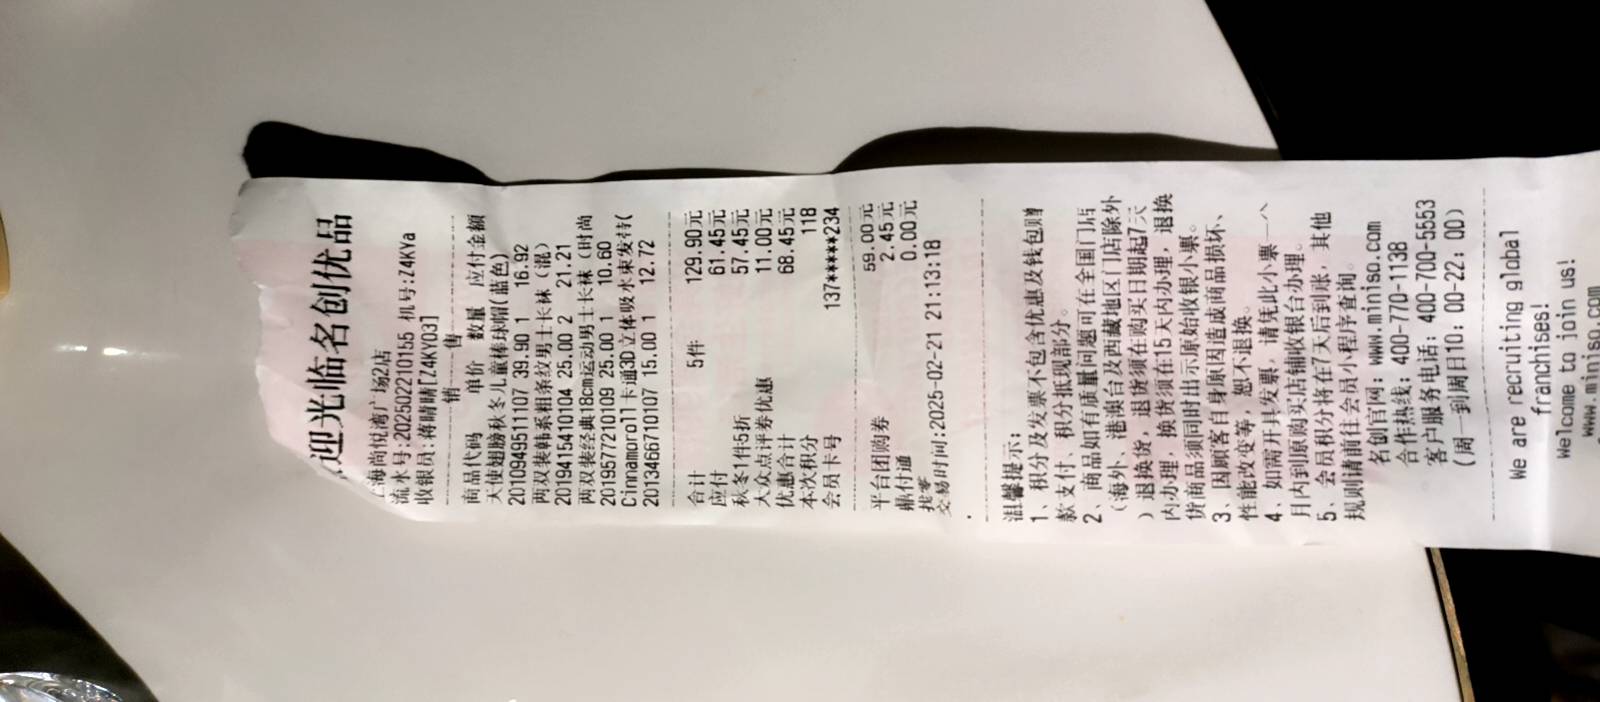 迎光临名创优品
上海尚悦湾广场2店
流水号:202502210155 机号:Z4KYa
收银员:蒋晴晴[Z4KY03]
销 售
商品代码 单价 数量 应付金额
天使翅膀秋冬儿童棒球帽(蓝色)
2010949511107 39.90 1 16.92
两双装韩系粗条纹男士长袜(混)
2019415410104 25.00 2 21.21
两双装经典18cm运动男士长袜(时尚
2019577210109 25.00 1 10.60
Cinnamoroll卡通3D立体吸水束发带(
2013466710107 15.00 1 12.72
合计 5件 129.90元
应付 61.45元
秋冬1件5折 57.45元
大众点评券优惠 11.00元
优惠合计 68.45元
本次积分 118
会员卡号 137*****234
平台团购券 59.00元
鼎付通 2.45元
找零 0.00元
交易时间:2025-02-21 21:13:18
温馨提示:
1、积分及发票不包含优惠及钱包赠
款支付、积分抵现部分。
2、商品如有质量问题可在全国门店
(海外、港澳台及西藏地区门店除外
)退换货,退货须在购买日期起7天
内办理,换货须在15天内办理,退换
货商品须同时出示原始收银小票。
3、因顾客自身原因造成商品损坏、
性能改变等,恕不退换。
4、如需开具发票,请凭此小票一个
月内到原购买店铺收银台办理。
5、会员积分将在7天后到账,其他
规则请前往会员小程序查询。
名创官网:www.miniso.com
合作热线:400-770-1138
客户服务电话:400-700-5553
(周一到周日10:00-22:00)
We are recruiting global
franchises!
Welcome to join us!
www.miniso.com